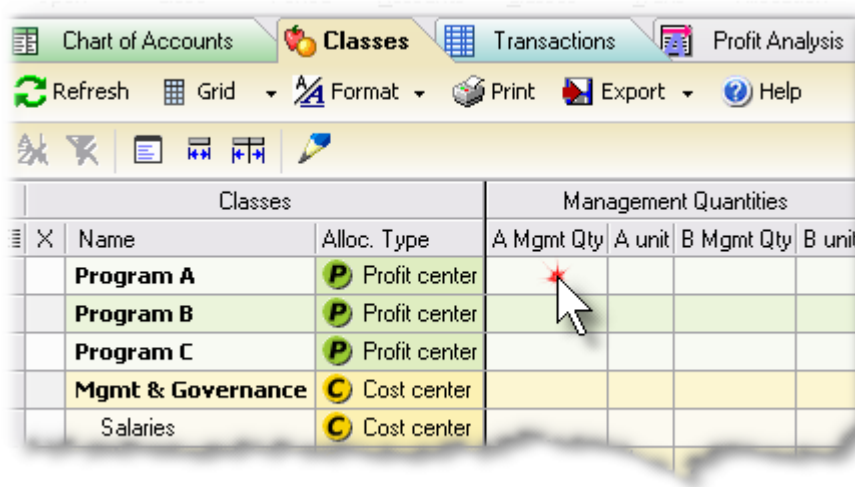 Chart of Accounts Classes Transactions Profit Analysis
Refresh Grid Format Print Export Help
Classes Management Quantities
X Name Alloc. Type A Mgmt Qty A unit B Mgmt Qty B unit
Program A P Profit center
Program B P Profit center
Program C P Profit center
Mgmt & Governance C Cost center
Salaries C Cost center